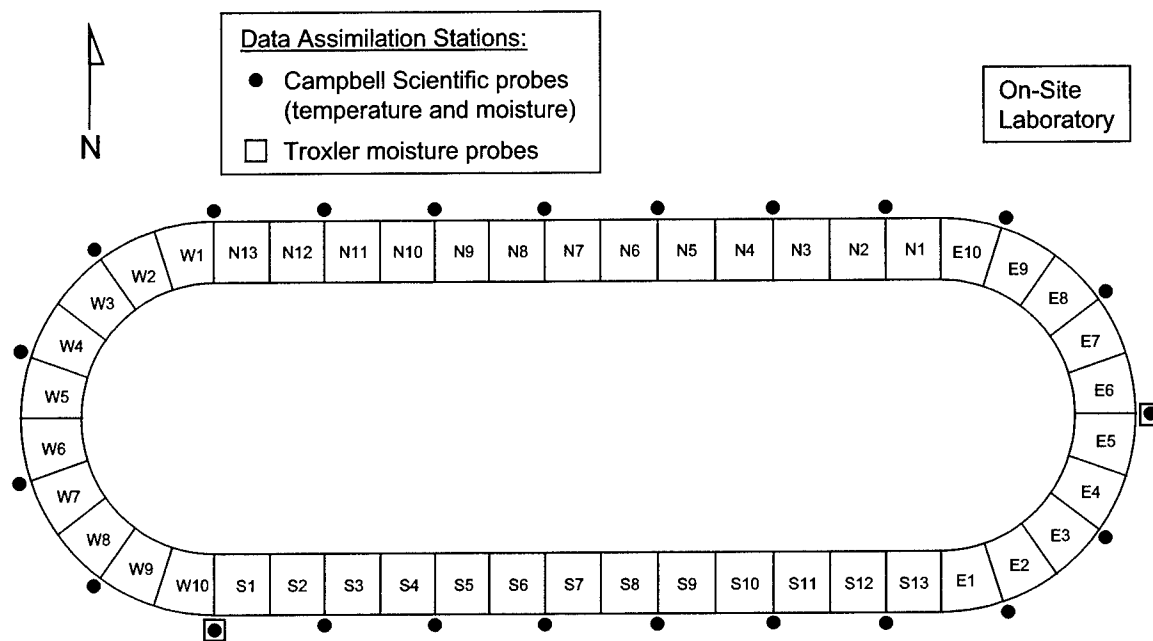 N
Data Assimilation Stations:
Campbell Scientific probes
(temperature and moisture)
Troxler moisture probes
On-Site
Laboratory
W1 N13 N12 N11 N10 N9 N8 N7 N6 N5 N4 N3 N2 N1 E10
W2
E9
W3
E8
W4
E7
W5
E6
W6
E5
W7
E4
W8
E3
W9
E2
W10 S1 S2 S3 S4 S5 S6 S7 S8 S9 S10 S11 S12 S13 E1